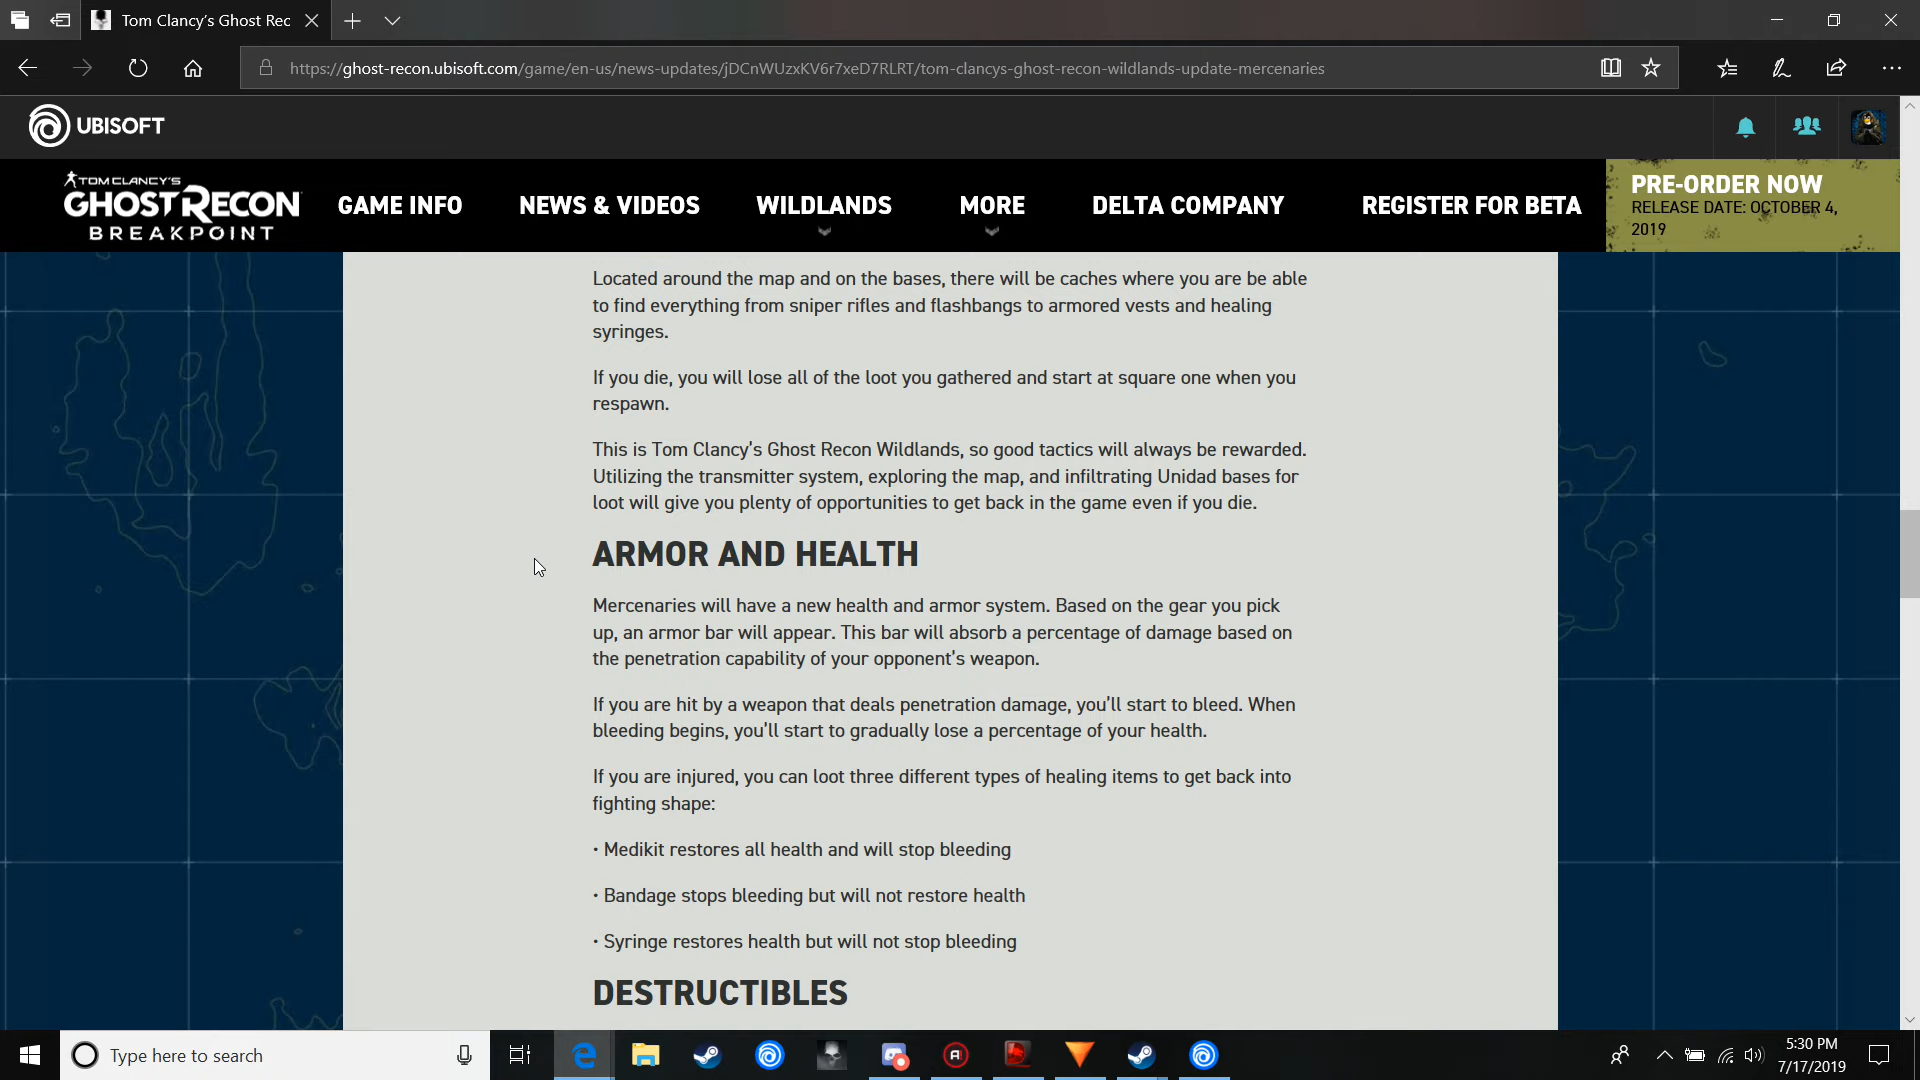 Tom Clancy's Ghost Rec
https://ghost-recon.ubisoft.com/game/en-us/news-updates/jDCnWUzxKV6r7xeD7RLRT/tom-clancys-ghost-recon-wildlands-update-mercenaries
UBISOFT
TOM CLANCY'S
GHOST RECON
BREAKPOINT
GAME INFO
NEWS & VIDEOS
WILDLANDS
MORE
DELTA COMPANY
REGISTER FOR BETA
PRE-ORDER NOW
RELEASE DATE: OCTOBER 4,
2019
Located around the map and on the bases, there will be caches where you are be able
to find everything from sniper rifles and flashbangs to armored vests and healing
syringes.
If you die, you will lose all of the loot you gathered and start at square one when you
respawn.
This is Tom Clancy's Ghost Recon Wildlands, so good tactics will always be rewarded.
Utilizing the transmitter system, exploring the map, and infiltrating Unidad bases for
loot will give you plenty of opportunities to get back in the game even if you die.
ARMOR AND HEALTH
Mercenaries will have a new health and armor system. Based on the gear you pick
up, an armor bar will appear. This bar will absorb a percentage of damage based on
the penetration capability of your opponent's weapon.
If you are hit by a weapon that deals penetration damage, you'll start to bleed. When
bleeding begins, you'll start to gradually lose a percentage of your health.
If you are injured, you can loot three different types of healing items to get back into
fighting shape:
• Medikit restores all health and will stop bleeding
• Bandage stops bleeding but will not restore health
• Syringe restores health but will not stop bleeding
DESTRUCTIBLES
Type here to search
5:30 PM
7/17/2019